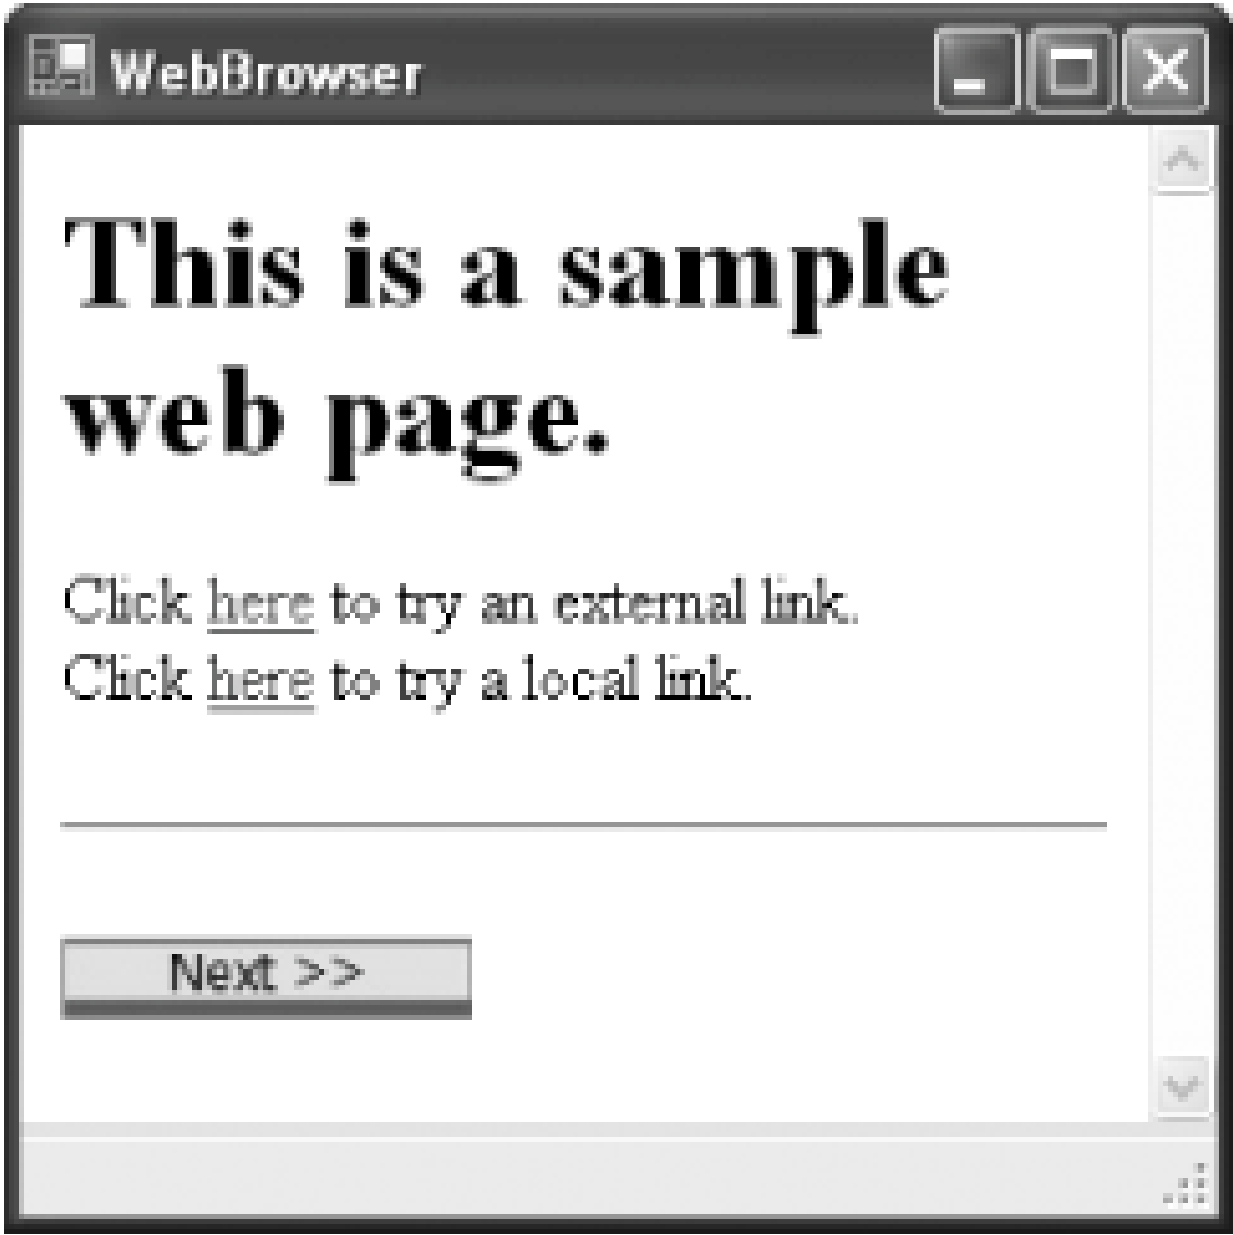 WebBrowser
This is a sample
web page.
Click here to try an external link.
Click here to try a local link.
Next >>